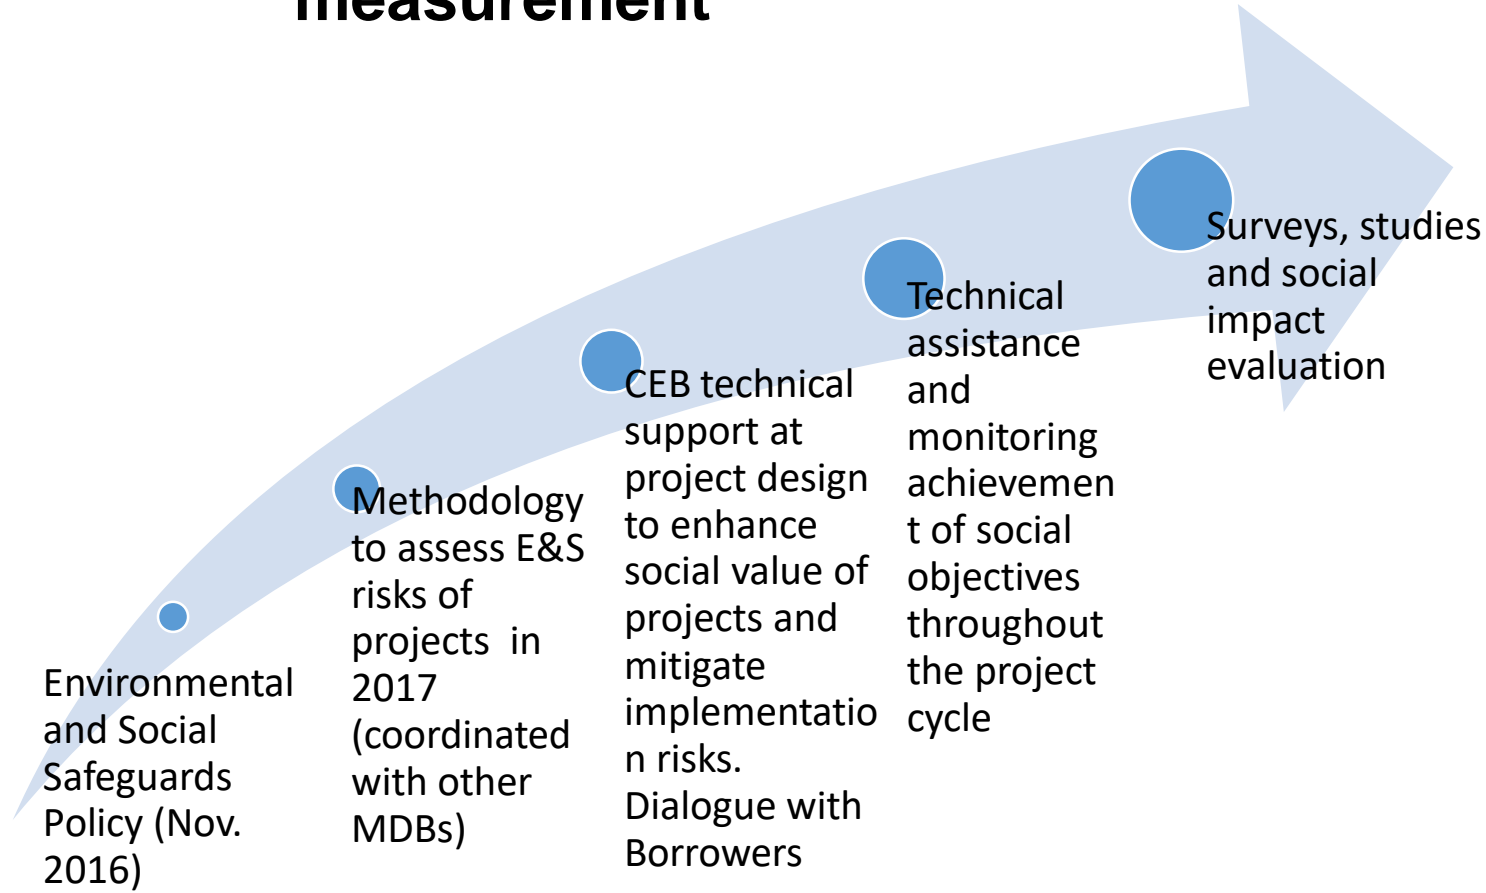 measurement
Environmental
and Social
Safeguards
Policy (Nov.
2016)
Methodology
to assess E&S
risks of
projects  in
2017
(coordinated
with other
MDBs)
CEB technical
support at
project design
to enhance
social value of
projects and
mitigate
implementatio
n risks.
Dialogue with
Borrowers
Technical
assistance
and
monitoring
achievemen
t of social
objectives
throughout
the project
cycle
Surveys, studies
and social
impact
evaluation